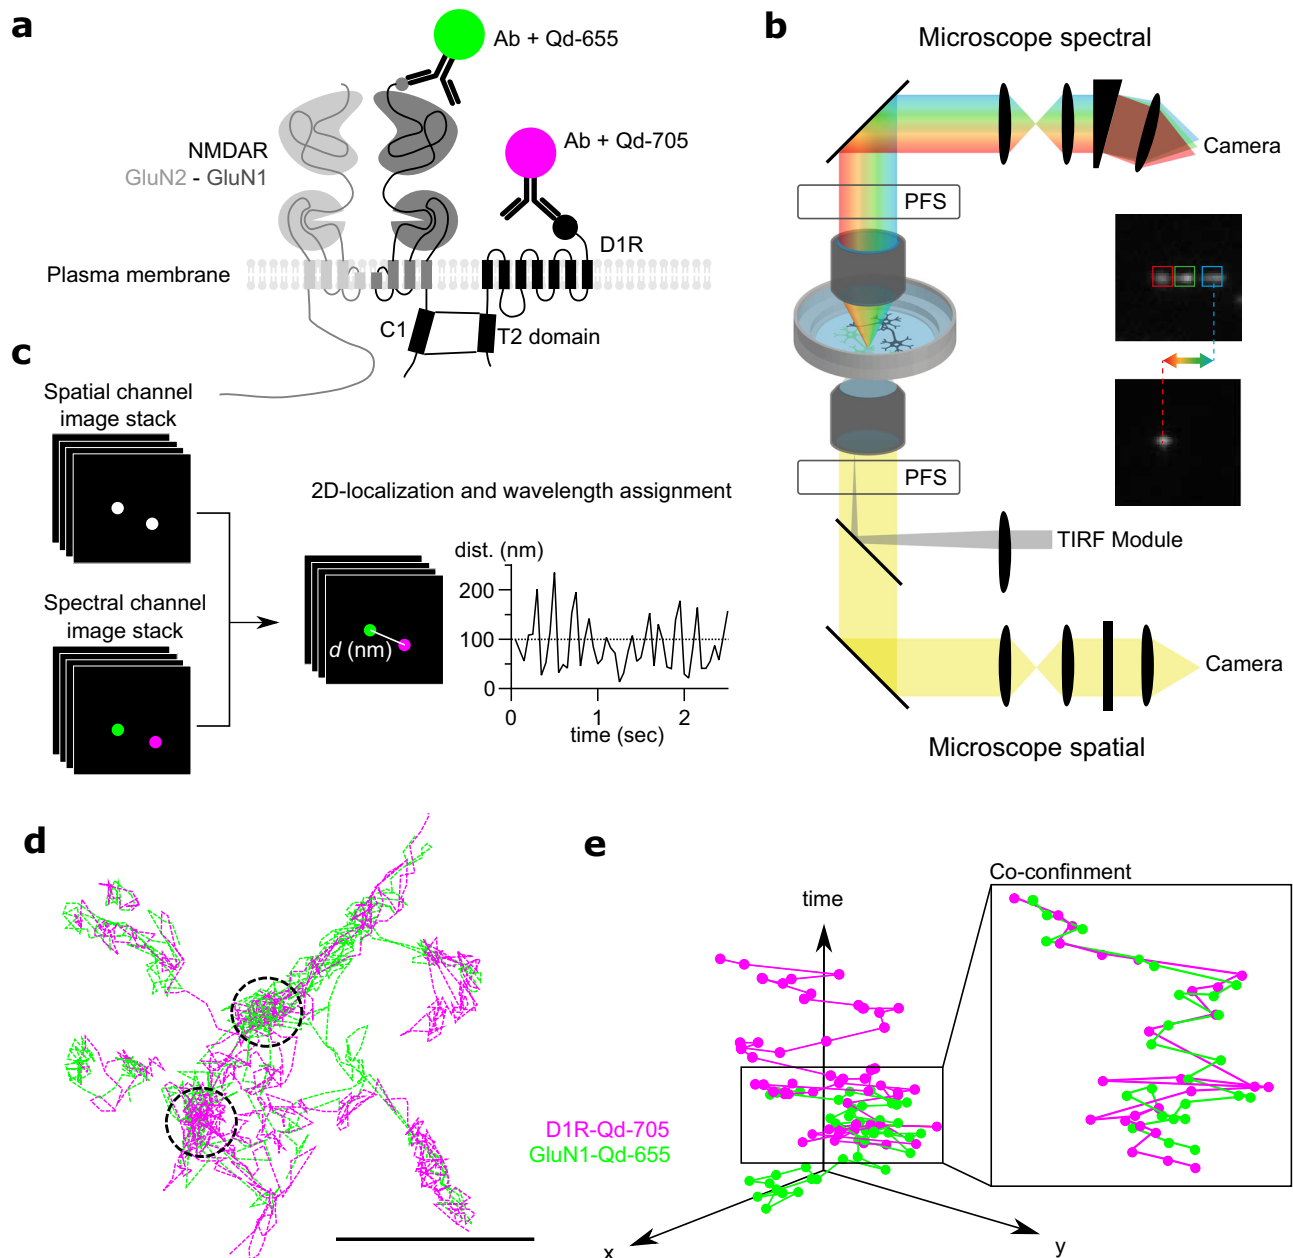 a
Ab + Qd-655
NMDAR
GluN2 - GluN1
Ab + Qd-705
D1R
Plasma membrane
C1
T2 domain
b
Microscope spectral
Camera
PFS
PFS
TIRF Module
Camera
Microscope spatial
c
Spatial channel
image stack
Spectral channel
image stack
2D-localization and wavelength assignment
d (nm)
dist. (nm)
200
100
0
0
1
2
time (sec)
d
D1R-Qd-705
GluN1-Qd-655
e
time
x
y
Co-confinment